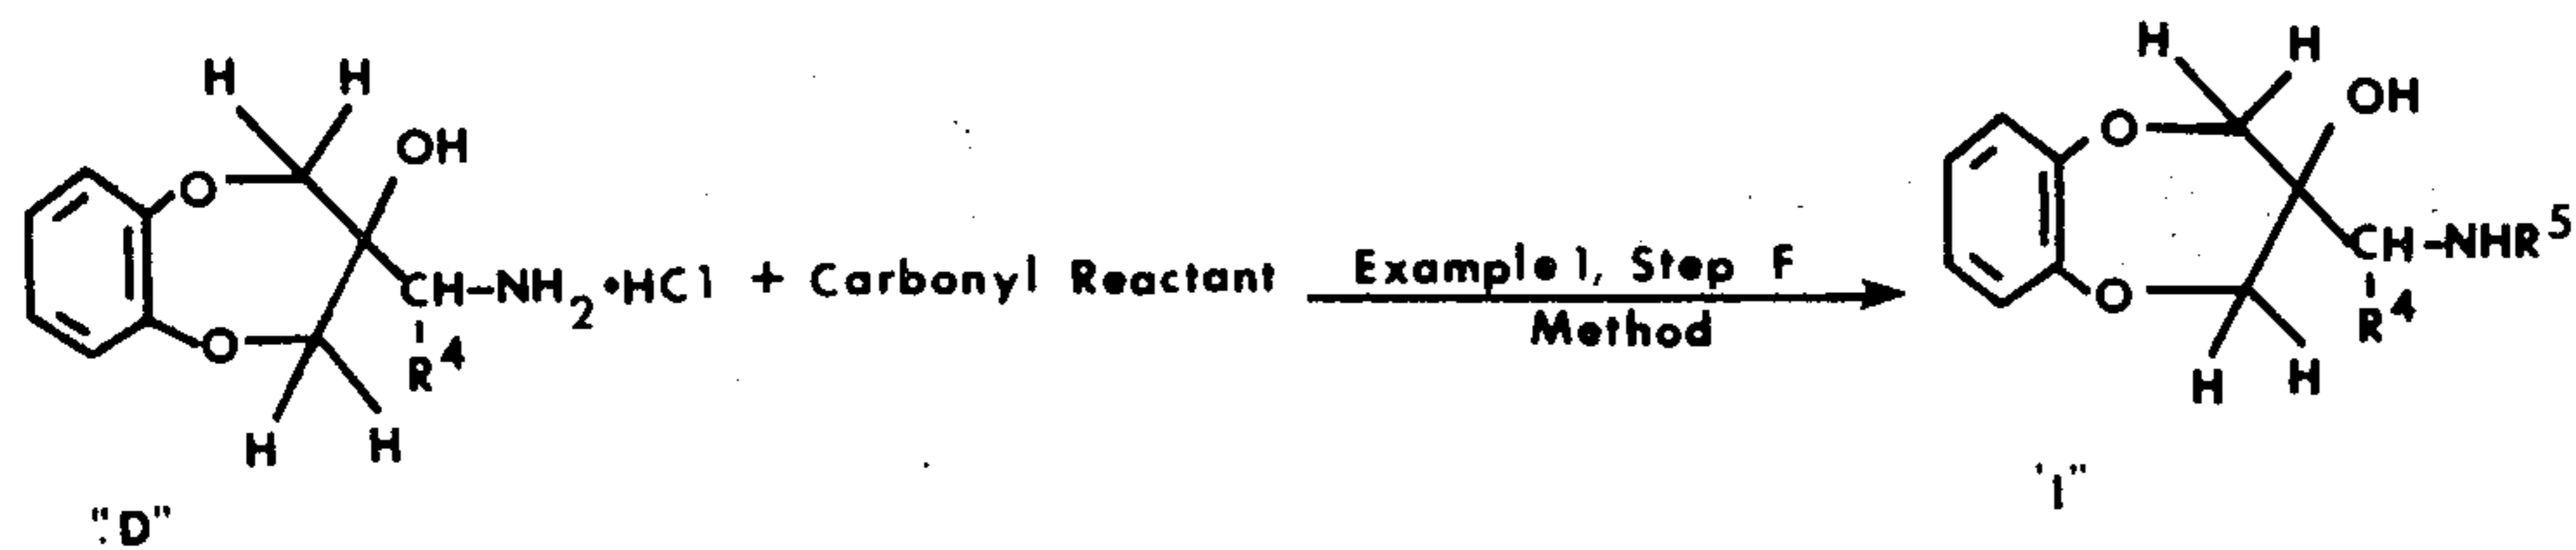 H H H H
OH OH
O O
CH-NH₂•HCl + Carbonyl Reactant Example 1, Step F CH-NHR⁵
Method
O R⁴ O R⁴
H H H H
"D" 'I"